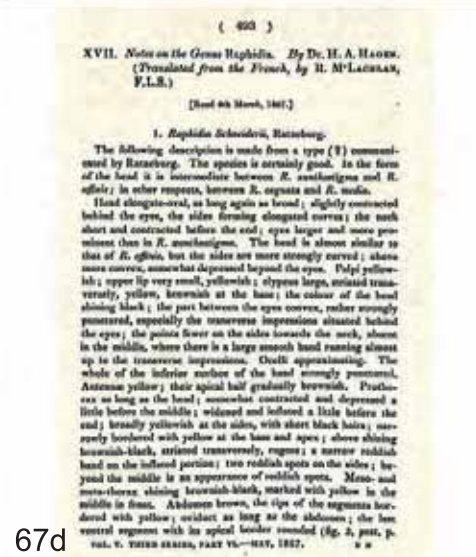 ( 493 )
XVII. Notes on the Genus Raphidia. By Dr. H. A. HAGEN.
(Translated from the French, by R. M'LACHLAN,
F.L.S.)
[Read 4th March, 1867.]
1. Raphidia Schneideri, Ratzeburg.
The following description is made from a type (?) communi-
cated by Ratzeburg. The species is certainly good. In the form
of the head it is intermediate between R. xanthostigma and R.
affinis; in other respects, between R. cognata and R. media.
Head elongate-oval, as long again as broad; slightly contracted
behind the eyes, the sides forming elongated curves; the neck
short and contracted before the end; eyes larger and more pro-
minent than in R. xanthostigma. The head is almost similar to
that of R. affinis, but the sides are more strongly curved; above
more convex, somewhat depressed beyond the eyes. Palpi yellow-
ish; upper lip very small, yellowish; clypeus large, striated trans-
versely, yellow, brownish at the base; the colour of the head
shining black; the part between the eyes convex, rather strongly
punctured, especially the transverse impressions situated behind
the eyes; the points fewer on the sides towards the neck, absent
in the middle, where there is a large smooth band running almost
up to the transverse impressions. Ocelli approximating. The
whole of the inferior surface of the head strongly punctured.
Antennæ yellow; their apical half gradually brownish. Protho-
rax as long as the head; somewhat contracted and depressed a
little before the middle; widened and inflated a little before the
end; broadly yellowish at the sides, with short black hairs; nar-
rowly bordered with yellow at the base and apex; above shining
brownish-black, striated transversely, rugose; a narrow reddish
band on the inflated portion; two reddish spots on the sides; be-
yond the middle is an appearance of reddish spots. Meso- and
meta-thorax shining brownish-black, marked with yellow in the
middle in front. Abdomen brown, the tips of the segments bor-
dered with yellow; oviduct as long as the abdomen; the last
ventral segment with its apical border rounded (fig. 3, post, p.
VOL. V. THIRD SERIES, PART VI.—MAY, 1867.
67d